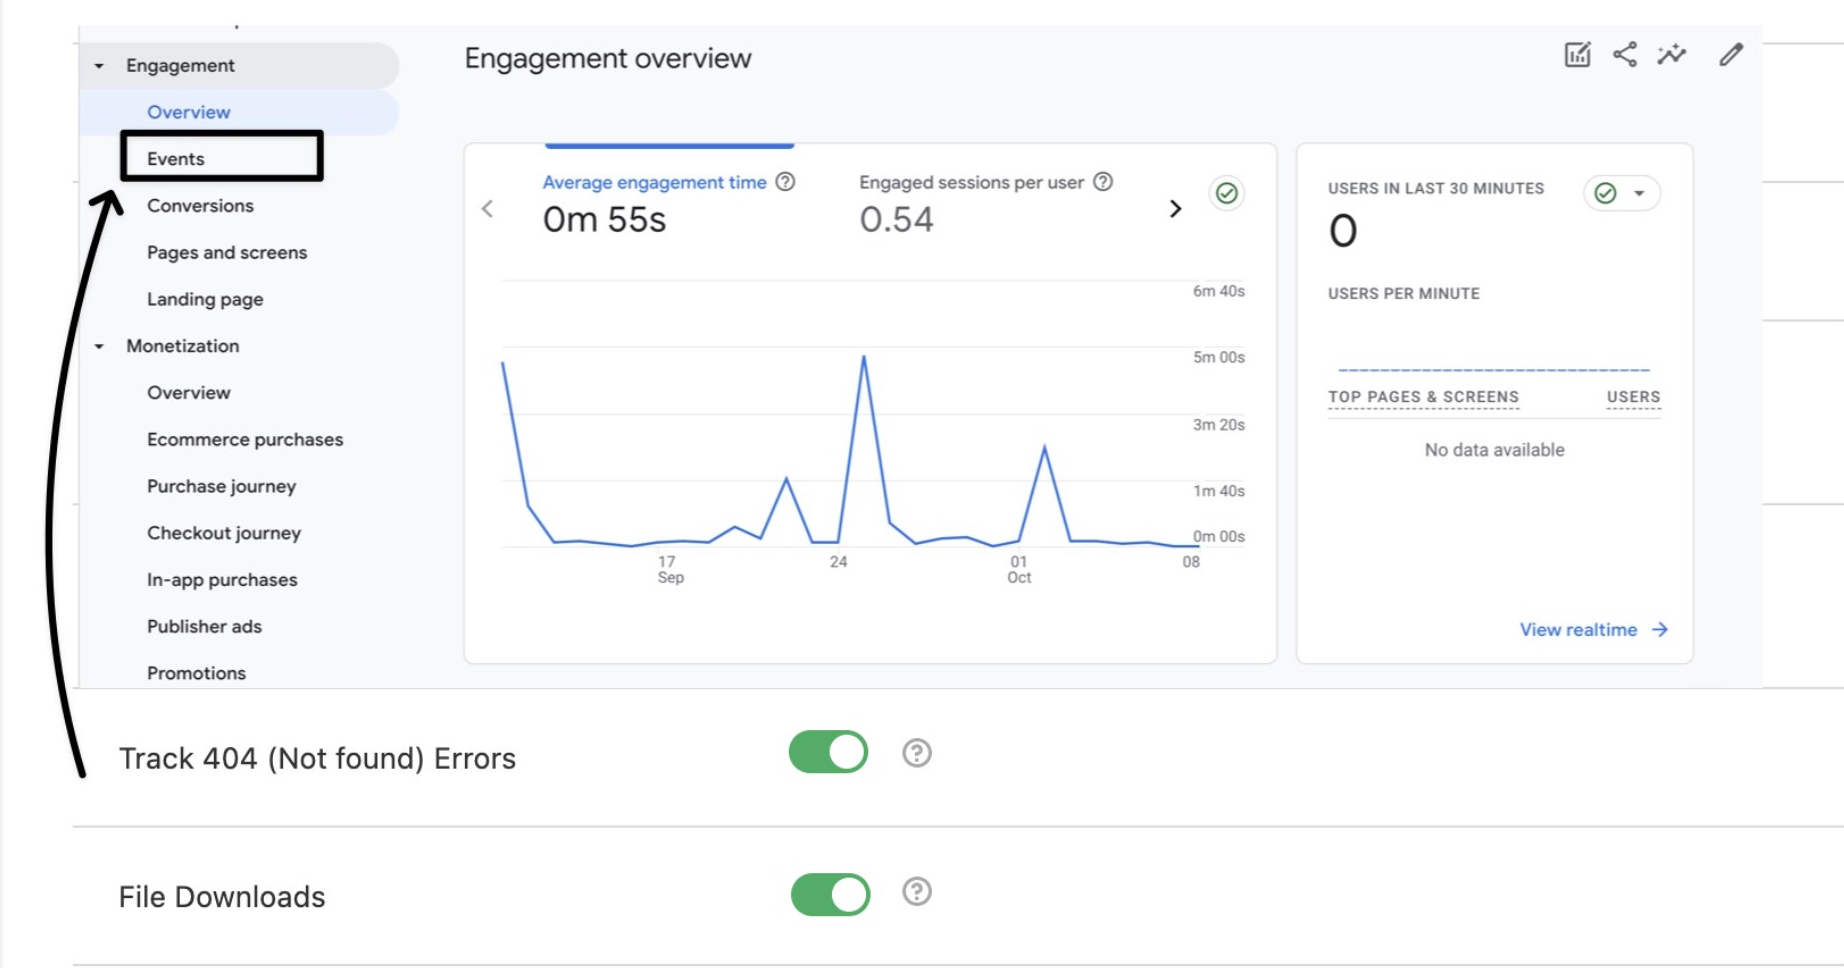 Engagement
Overview
Events
Conversions
Pages and screens
Landing page
Monetization
Overview
Ecommerce purchases
Purchase journey
Checkout journey
In-app purchases
Publisher ads
Promotions
Engagement overview
Average engagement time
0m 55s
Engaged sessions per user
0.54
6m 40s
5m 00s
3m 20s
1m 40s
0m 00s
17
Sep
24
01
Oct
08
USERS IN LAST 30 MINUTES
0
USERS PER MINUTE
TOP PAGES & SCREENS USERS
No data available
View realtime
Track 404 (Not found) Errors
File Downloads